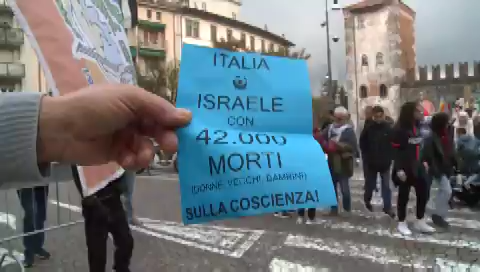 ITALIA
ISRAELE
CON
42.000
MORTI
(DONNE, VECCHI, BAMBINI)
SULLA COSCIENZA!